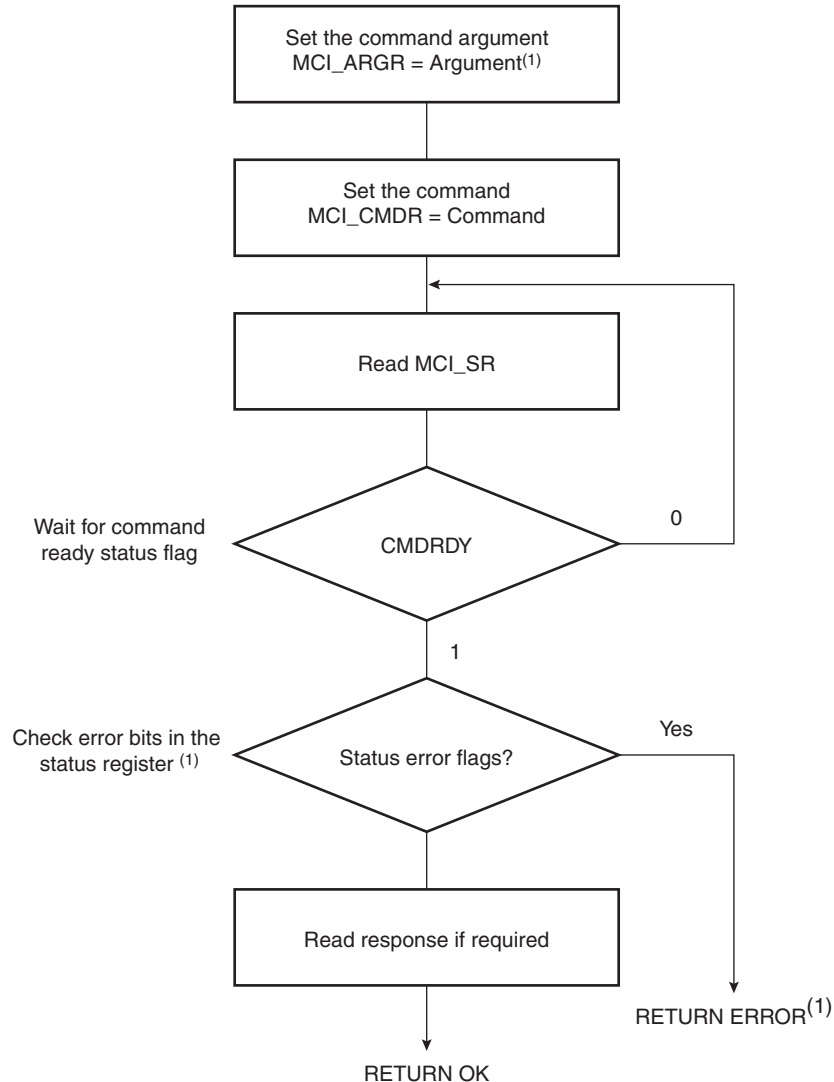 Set the command argument
MCI_ARGR = Argument(1)
Set the command
MCI_CMDR = Command
Read MCI_SR
Wait for command
ready status flag
CMDRDY
0
1
Check error bits in the
status register (1)
Status error flags?
Yes
Read response if required
RETURN ERROR(1)
RETURN OK